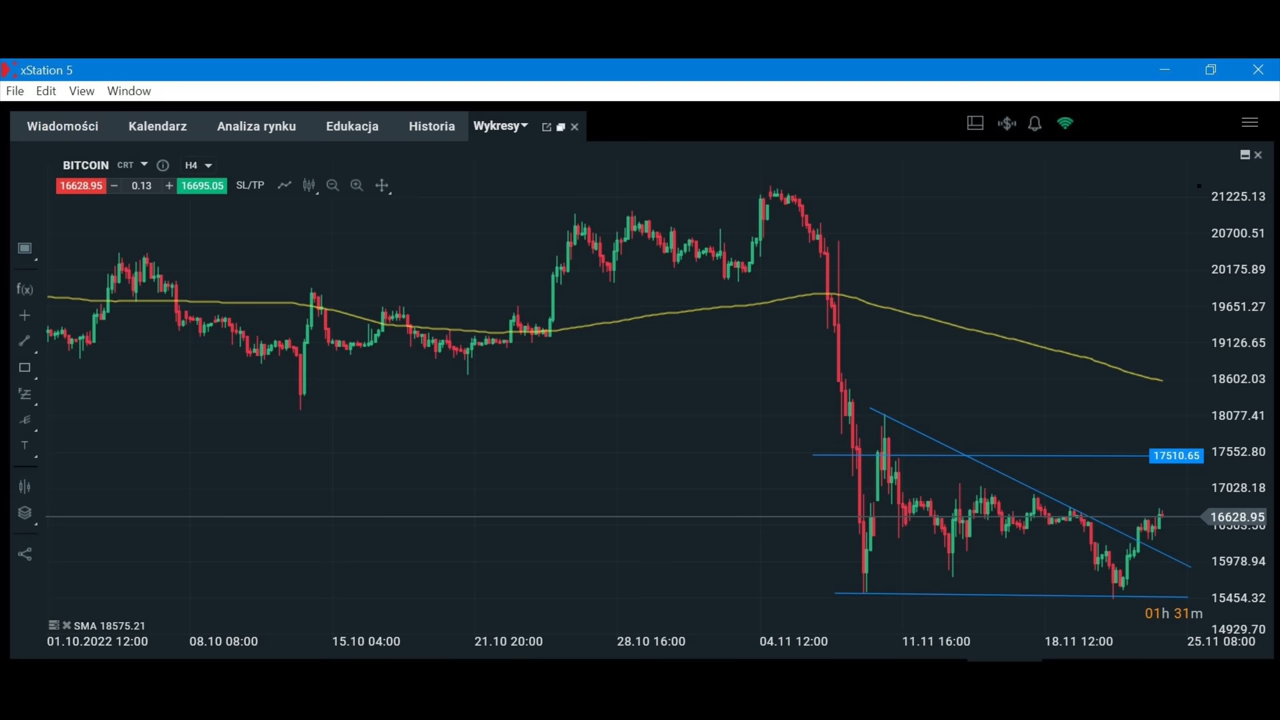 xStation 5
File Edit View Window
Wiadomości Kalendarz Analiza rynku Edukacja Historia Wykresy
BITCOIN CRT H4
16628.95 0.13 16695.05 SL/TP
21225.13
20700.51
20175.89
19651.27
19126.65
18602.03
18077.41
17552.80
17510.65
17028.18
16628.95
15978.94
15454.32
01h 31m
14929.70
SMA 18575.21
01.10.2022 12:00 08.10 08:00 15.10 04:00 21.10 20:00 28.10 16:00 04.11 12:00 11.11 16:00 18.11 12:00 25.11 08:00